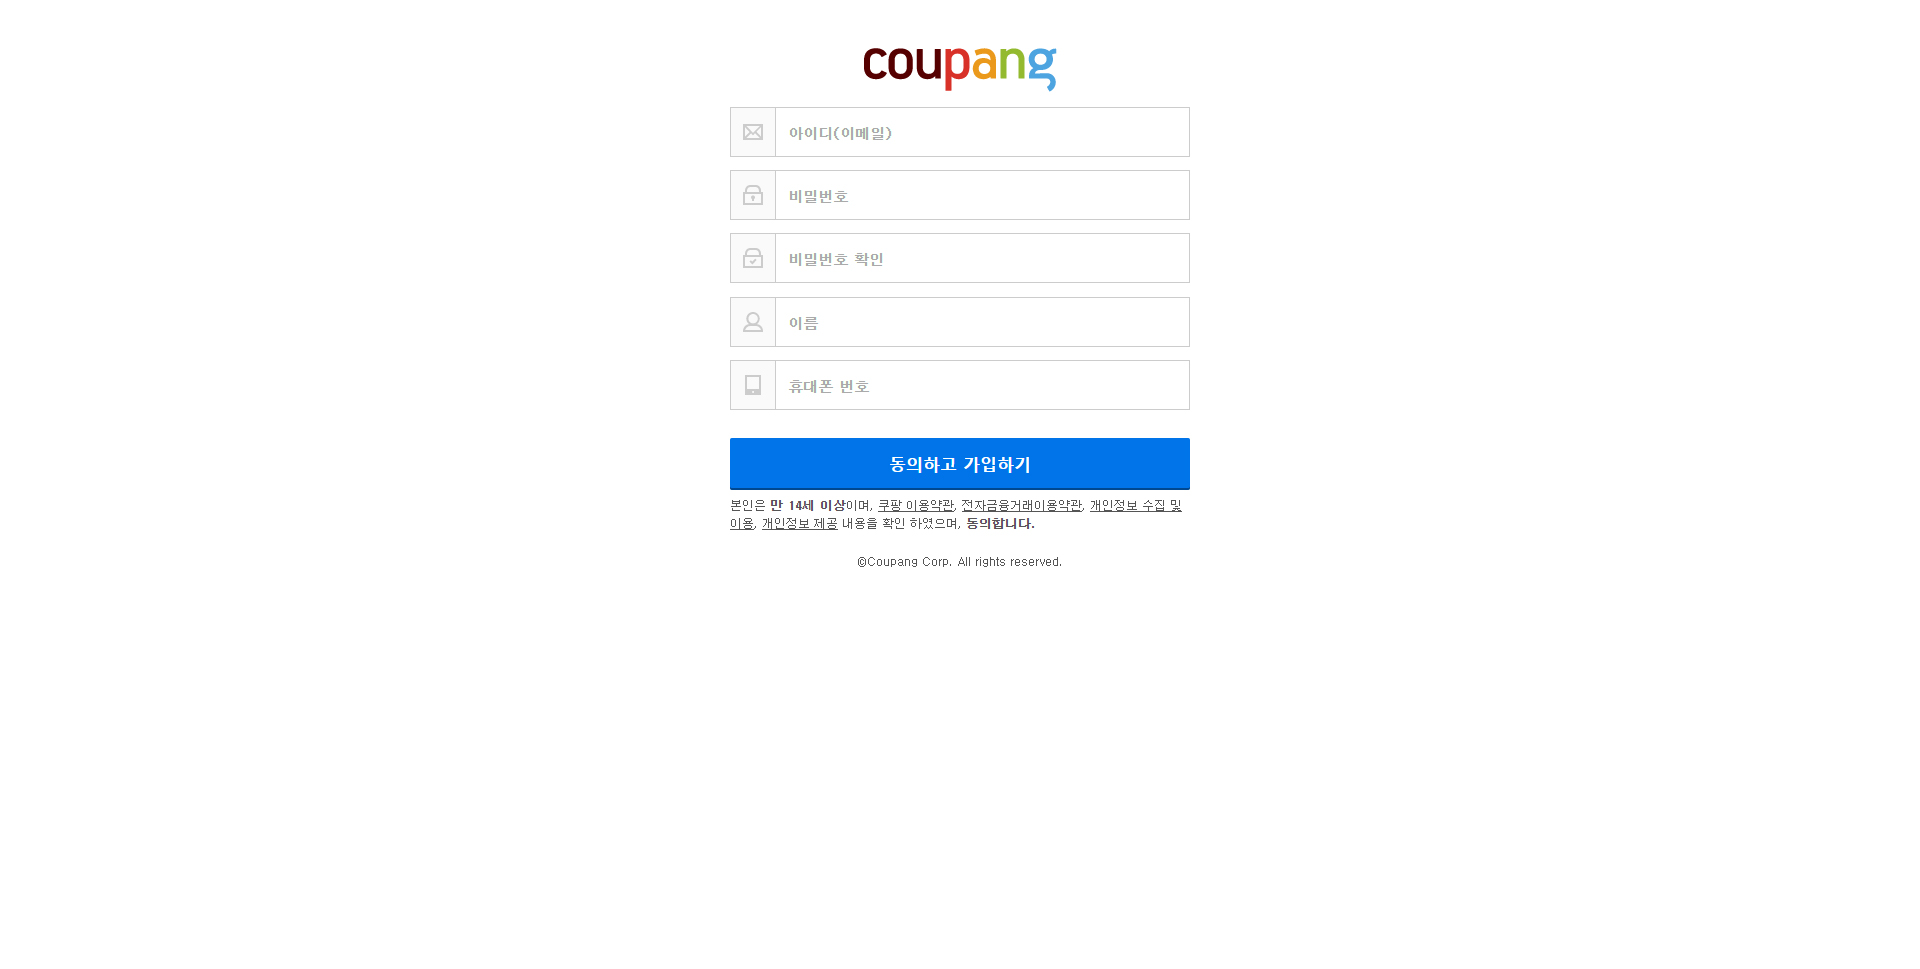 coupang
아이디(이메일)
비밀번호
비밀번호 확인
이름
휴대폰 번호
동의하고 가입하기
본인은 만 14세 이상이며, 쿠팡 이용약관, 전자금융거래이용약관, 개인정보 수집 및
이용, 개인정보 제공 내용을 확인 하였으며, 동의합니다.
©Coupang Corp. All rights reserved.